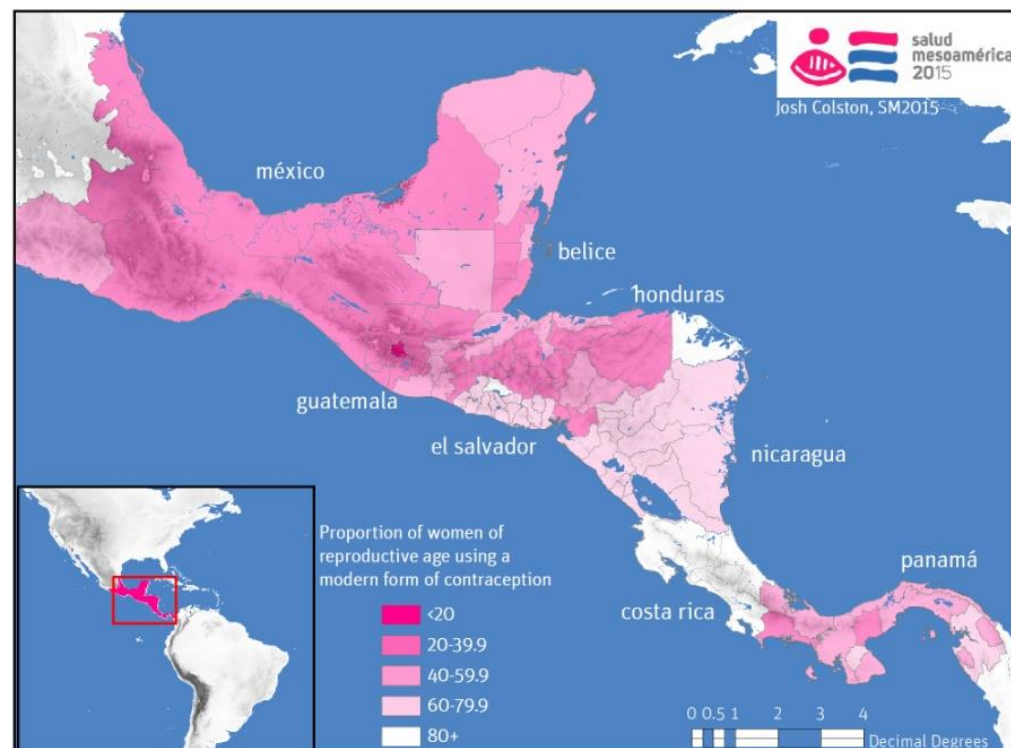 salud
mesoamérica
2015
Josh Colston, SM2015
méxico
belice
honduras
guatemala
el salvador
nicaragua
panamá
costa rica
Proportion of women of
reproductive age using a
modern form of contraception
<20
20-39.9
40-59.9
60-79.9
80+
0 0.5 1 2 3 4
Decimal Degrees